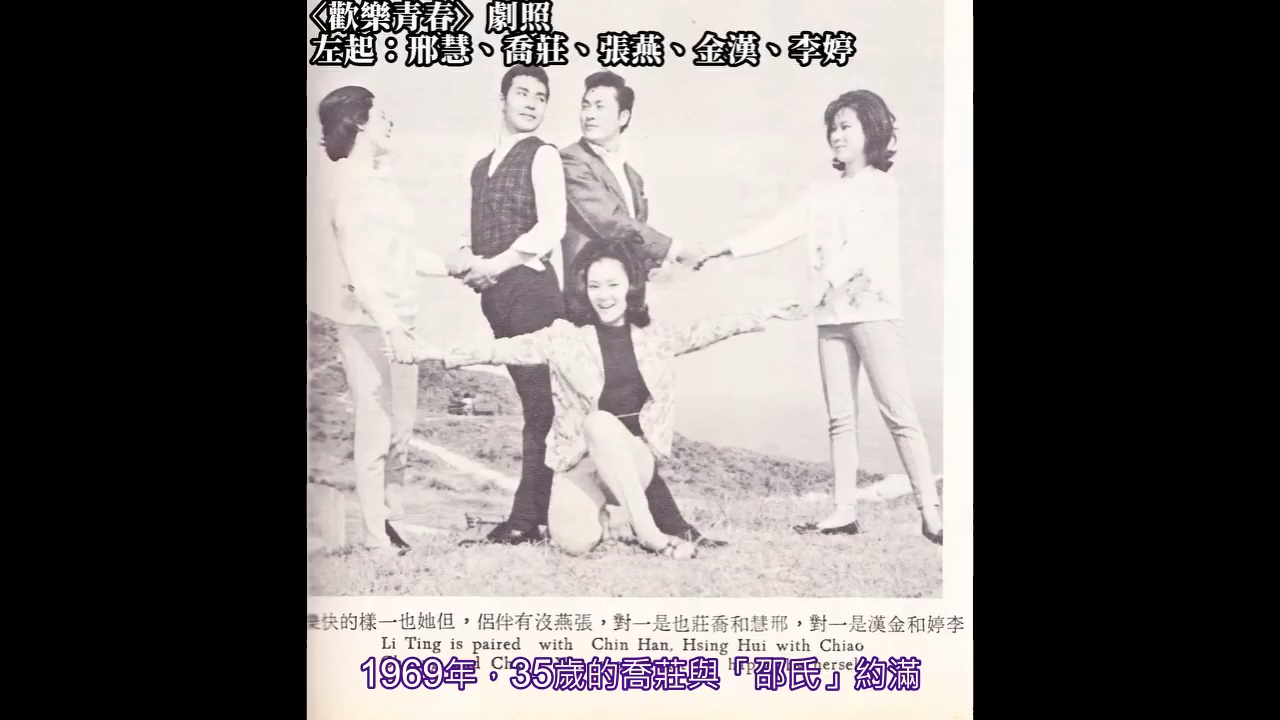 《歡樂青春》劇照
左起：邢慧、喬莊、張燕、金漢、李婷
李婷和金漢是一對，邢慧和喬莊也是一對，張燕沒有伴侶，但她也一樣的快樂
Li Ting is paired with Chin Han, Hsing Hui with Chiao
1969年，35歲的喬莊與「邵氏」約滿